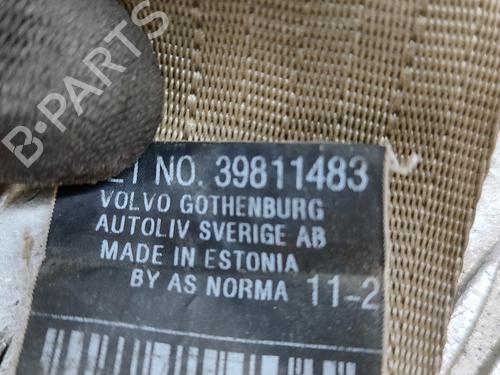 B-PARTS
NO. 39811483
VOLVO GOTHENBURG
AUTOLIV SVERIGE AB
MADE IN ESTONIA
BY AS NORMA 11-2